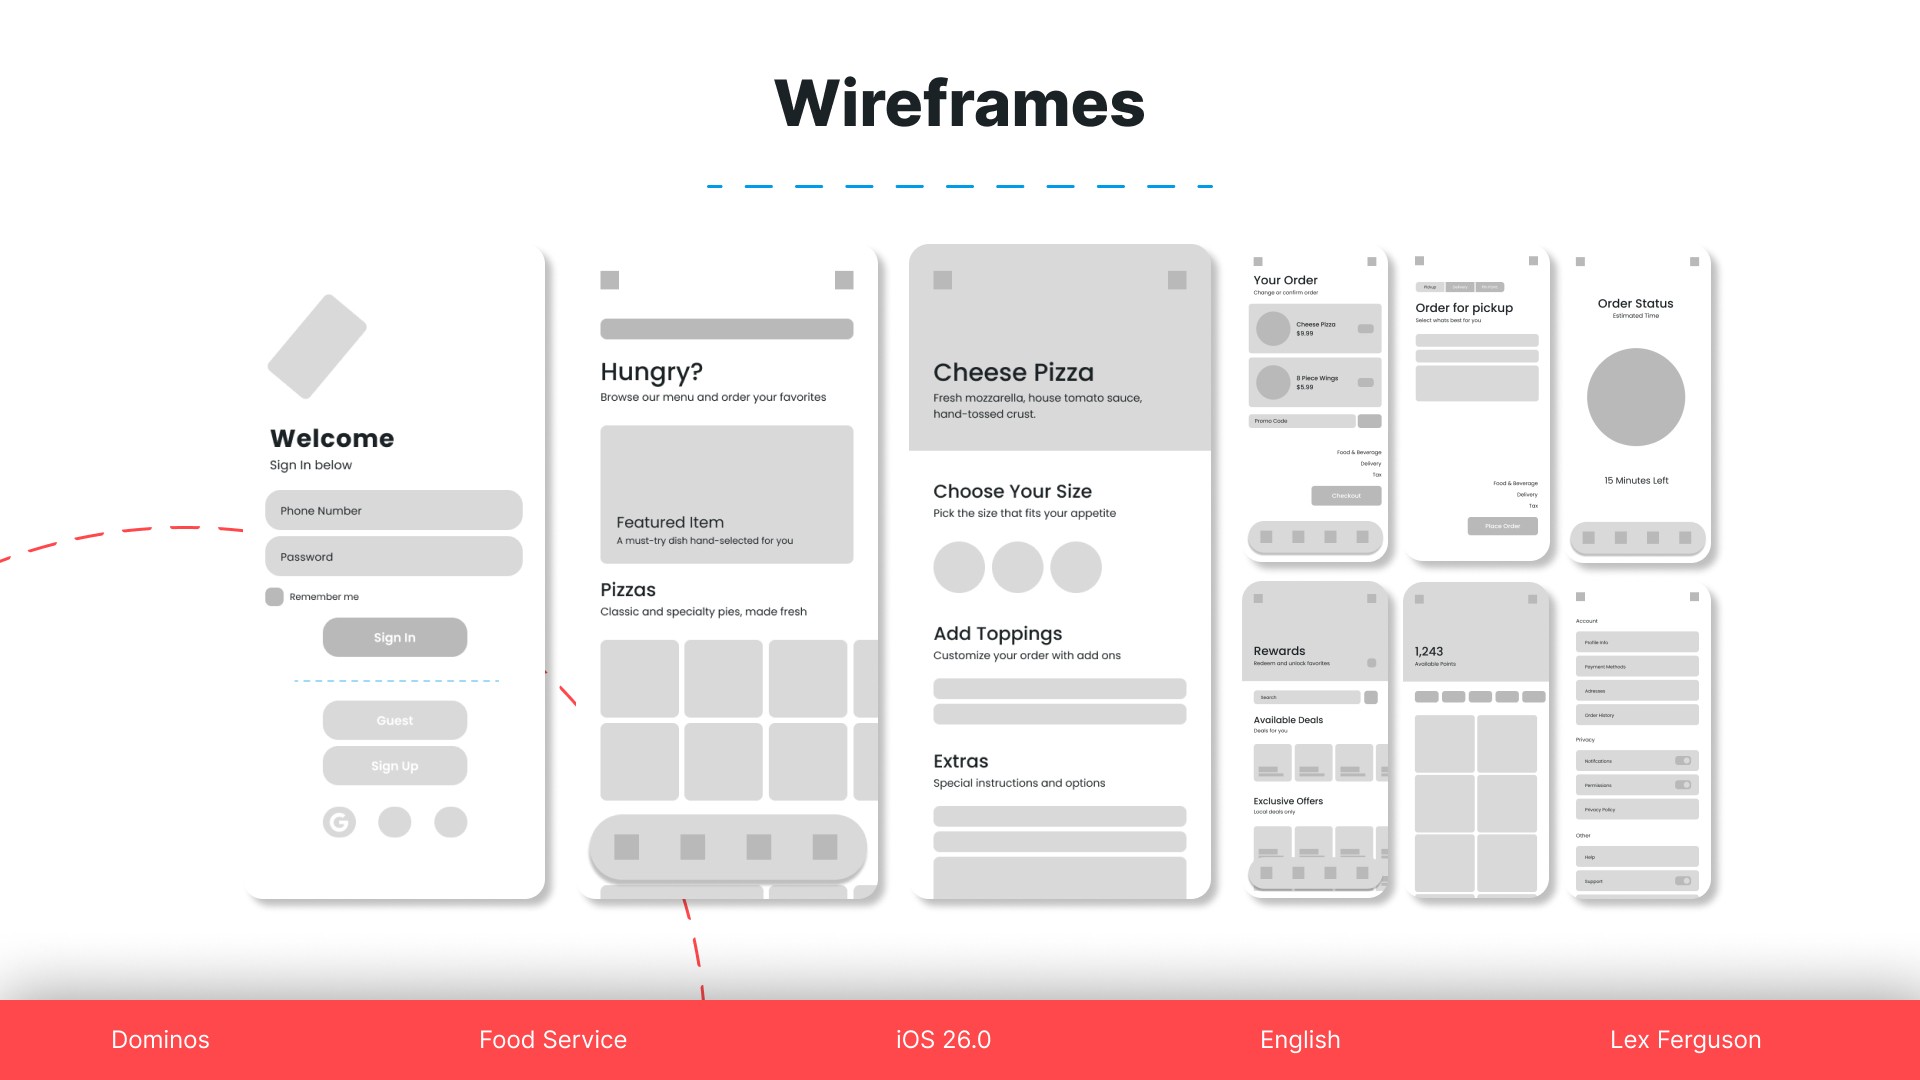 Wireframes
Welcome
Sign In below
Phone Number
Password
Remember me
Sign In
Guest
Sign Up
G
Hungry?
Browse our menu and order your favorites
Featured Item
A must-try dish hand-selected for you
Pizzas
Classic and specialty pies, made fresh
Cheese Pizza
Fresh mozzarella, house tomato sauce,
hand-tossed crust.
Choose Your Size
Pick the size that fits your appetite
Add Toppings
Customize your order with add ons
Extras
Special instructions and options
Your Order
Change or confirm order
Cheese Pizza
$9.99
8 Piece Wings
$5.99
Promo Code
Food & Beverage
Delivery
Tax
Checkout
Pickup
Order for pickup
Select whats best for you
Food & Beverage
Delivery
Tax
Place Order
Order Status
Estimated Time
15 Minutes Left
Rewards
Redeem and unlock favorites
Search
Available Deals
Deals for you
Exclusive Offers
Local deals only
1,243
Available Points
Account
Profile Info
Payment Methods
Adresses
Order History
Privacy
Notifications
Permissions
Privacy Policy
Other
Help
Support
Dominos
Food Service
iOS 26.0
English
Lex Ferguson